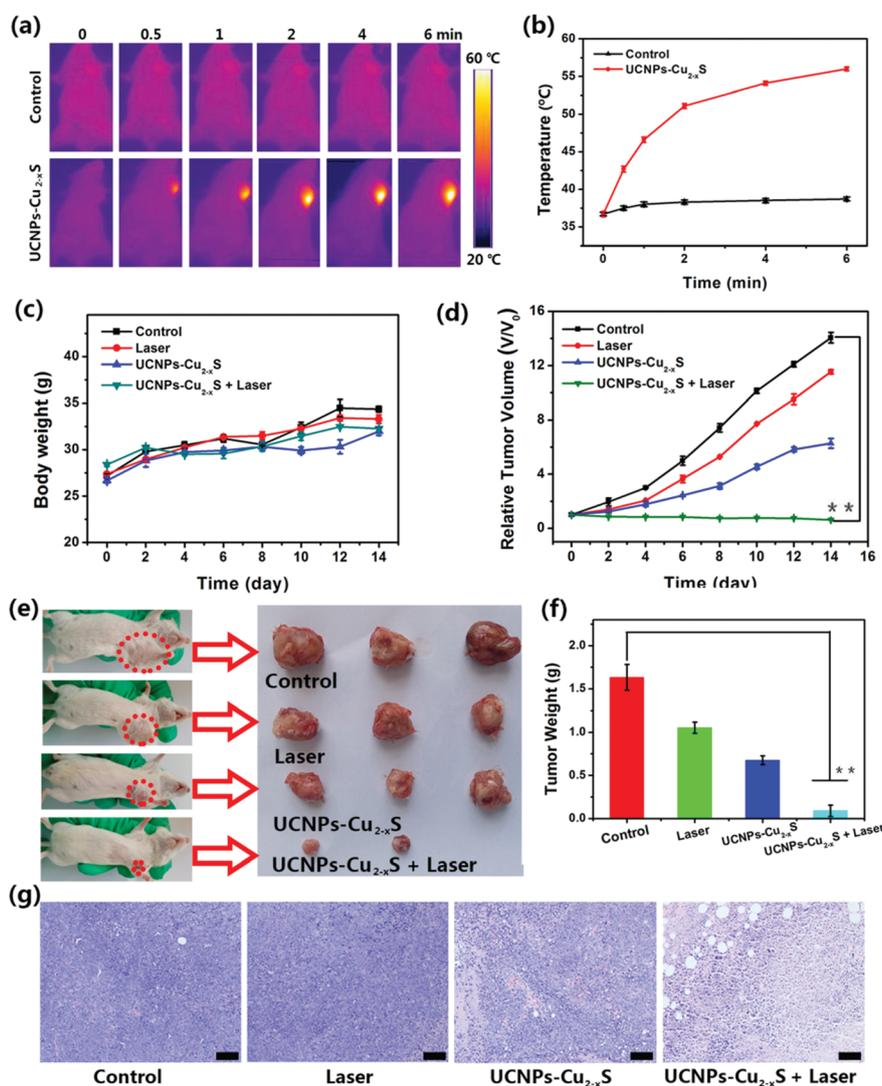 (a)
0 0.5 1 2 4 6 min
Control
UCNPs-Cu₂₋ₓS
60 ℃
20 ℃
(b)
Control
UCNPs-Cu₂₋ₓS
Temperature (⁰C)
60
55
50
45
40
35
0 2 4 6
Time (min)
(c)
Control
Laser
UCNPs-Cu₂₋ₓS
UCNPs-Cu₂₋ₓS + Laser
Body weight (g)
40
35
30
25
20
0 2 4 6 8 10 12 14
Time (day)
(d)
Control
Laser
UCNPs-Cu₂₋ₓS
UCNPs-Cu₂₋ₓS + Laser
Relative Tumor Volume (V/V₀)
16
12
8
4
0
* *
0 2 4 6 8 10 12 14 16
Time (day)
(e)
Control
Laser
UCNPs-Cu₂₋ₓS
UCNPs-Cu₂₋ₓS + Laser
(f)
Tumor Weight (g)
2.0
1.5
1.0
0.5
0.0
* *
Control Laser UCNPs-Cu₂₋ₓS UCNPs-Cu₂₋ₓS + Laser
(g)
Control Laser UCNPs-Cu₂₋ₓS UCNPs-Cu₂₋ₓS + Laser